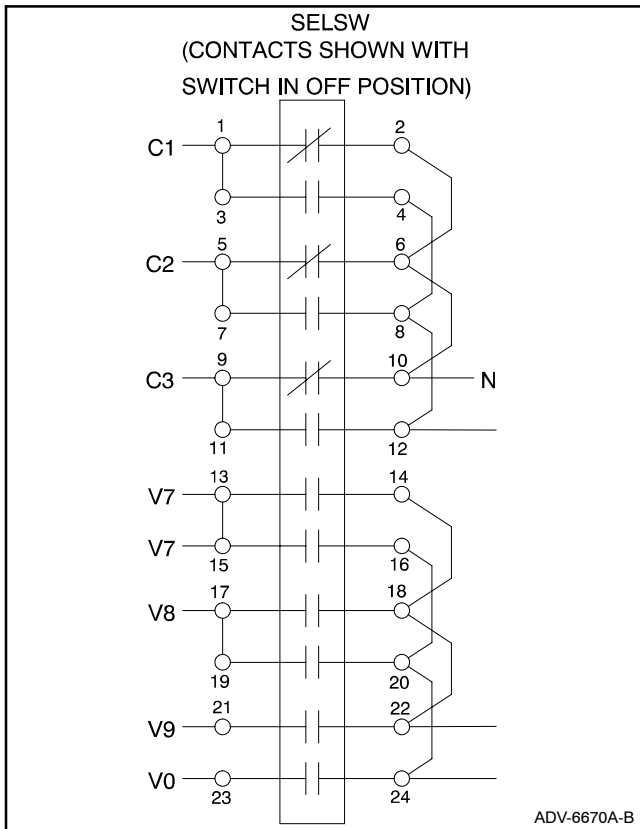 SELSW
(CONTACTS SHOWN WITH
SWITCH IN OFF POSITION)
1 2
C1
3 4
5 6
C2
7 8
9 10
C3 N
11 12
13 14
V7
V7
15 16
17 18
V8
19 20
21 22
V9
V0
23 24
ADV-6670A-B